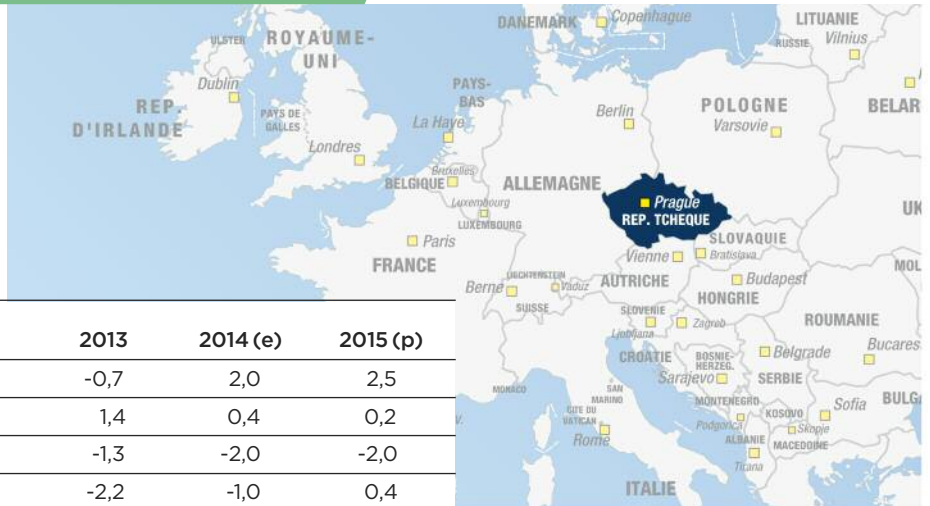 DANEMARK Copenhague
LITUANIE
RUSSIE Vilnius
ULSTER ROYAUME-
UNI
Dublin
REP.
D'IRLANDE
PAYS DE
GALLES
Londres
PAYS-
BAS
La Haye
Berlin
POLOGNE
Varsovie
BELAR
Bruxelles
BELGIQUE
ALLEMAGNE
Luxembourg
LUXEMBOURG
Prague
REP. TCHEQUE
UK
Paris
FRANCE
SLOVAQUIE
Vienne Bratislava
MOL
LIECHTENSTEIN
Berne Vaduz
SUISSE
AUTRICHE
Budapest
HONGRIE
SLOVENIE
Ljubljana
Zagreb
ROUMANIE
CROATIE
BOSNIE-
HERZEG.
Belgrade
Bucares
Sarajevo
SERBIE
MONACO
SAN
MARINO
MONTENEGRO
KOSOVO
Sofia
BULG
CITE DU
VATICAN
Podgorica
Skopje
Rome
ALBANIE
MACEDOINE
Tirana
ITALIE
V.
2013 2014 (e) 2015 (p)
-0,7 2,0 2,5
1,4 0,4 0,2
-1,3 -2,0 -2,0
-2,2 -1,0 0,4